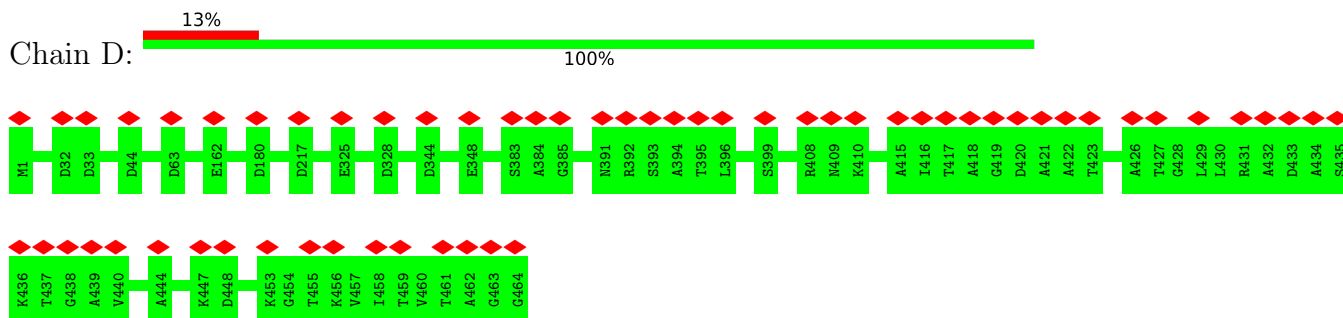 13%
Chain D:
100%
M1 D32 D33 D44 D63 E162 D180 D217 E325 D328 D344 E348 S383 A384 G385 N391 R392 S393 A394 T395 L396 S399 R408 N409 K410 A415 I416 T417 A418 G419 D420 A421 A422 T423 A426 T427 G428 L429 L430 R431 A432 D433 A434 S435
K436 T437 G438 A439 V440 A444 K447 D448 K453 G454 T455 K456 V457 I458 T459 V460 T461 A462 G463 G464